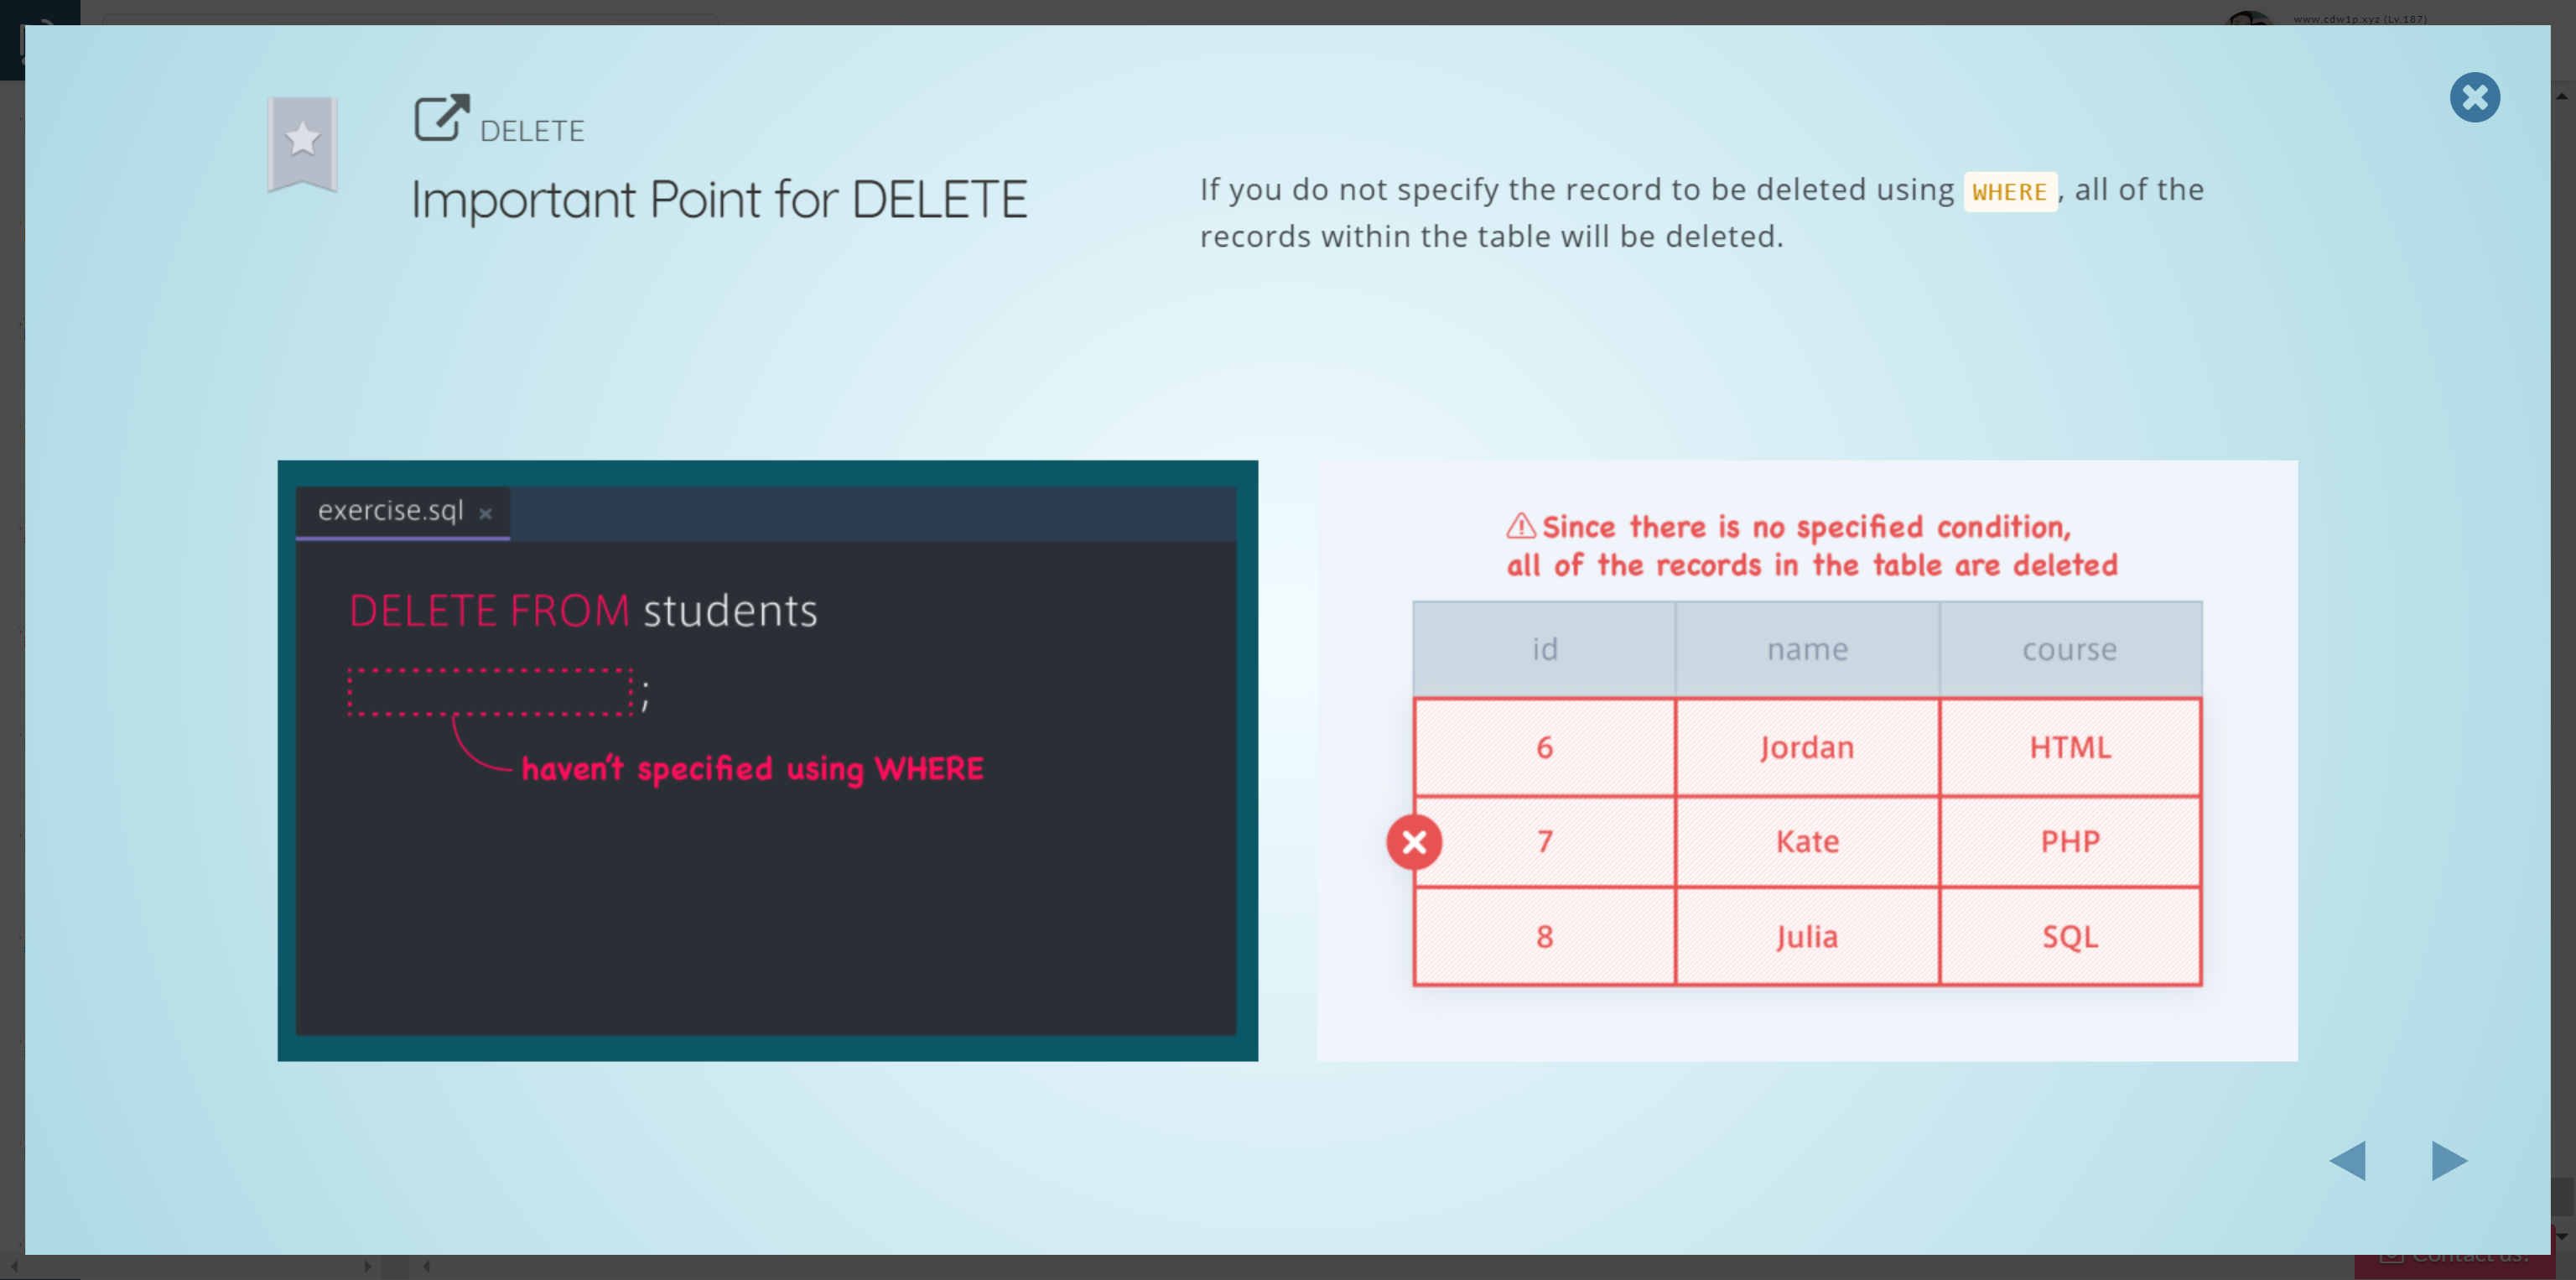 www.cdw1p.xyz (Lv.187)
DELETE
Important Point for DELETE
If you do not specify the record to be deleted using WHERE, all of the
records within the table will be deleted.
exercise.sql ×
DELETE FROM students
;
haven't specified using WHERE
Since there is no specified condition,
all of the records in the table are deleted
id name course
6 Jordan HTML
7 Kate PHP
8 Julia SQL
Contact us!